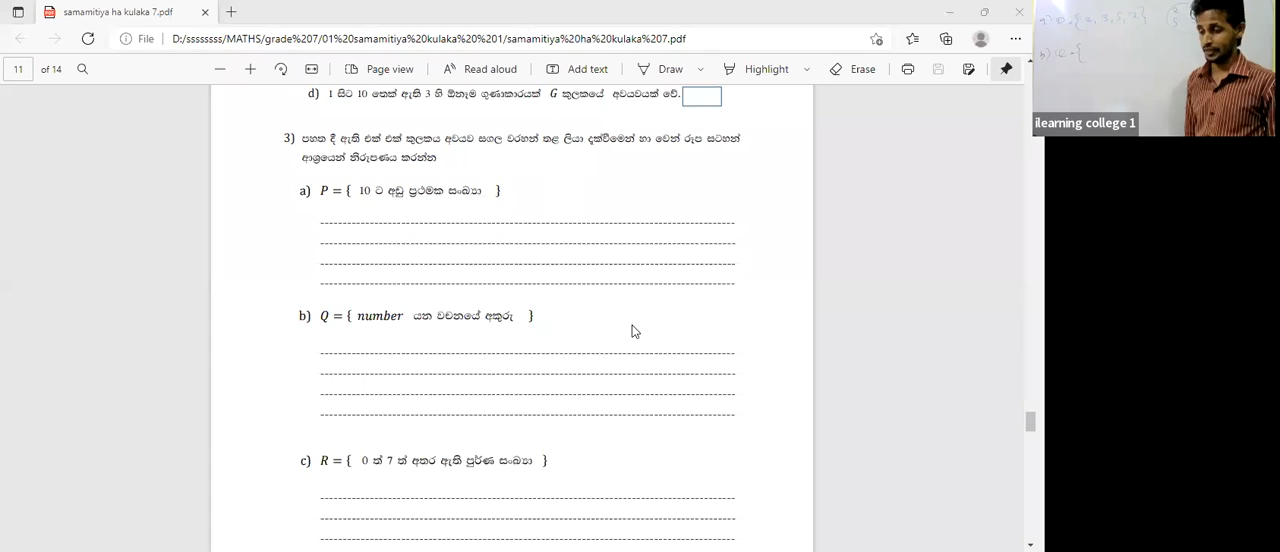 samamitiya ha kulaka 7.pdf
File D:/ssssssss/MATHS/grade%207/01%20samamitiya%20kulaka%20%201/samamitiya%20ha%20kulaka%207.pdf
11 of 14 Page view Read aloud Add text Draw Highlight Erase
d) 1 සිට 10 තෙක් ඇති 3 හි ඕනෑම ගුණාකාරයක් G කුලකයේ අවයවයක් වේ.
3) පහත දී ඇති එක් එක් කුලකය අවයව සගල වරහන් තුළ ලියා දැක්වීමෙන් හා වෙන් රූප සටහන්
ආශ්‍රයෙන් නිරූපණය කරන්න
a) P = { 10 ට අඩු ප්‍රථමක සංඛ්‍යා }
b) Q = { number යන වචනයේ අකුරු }
c) R = { 0 ත් 7 ත් අතර ඇති පූර්ණ සංඛ්‍යා }
ilearning college 1